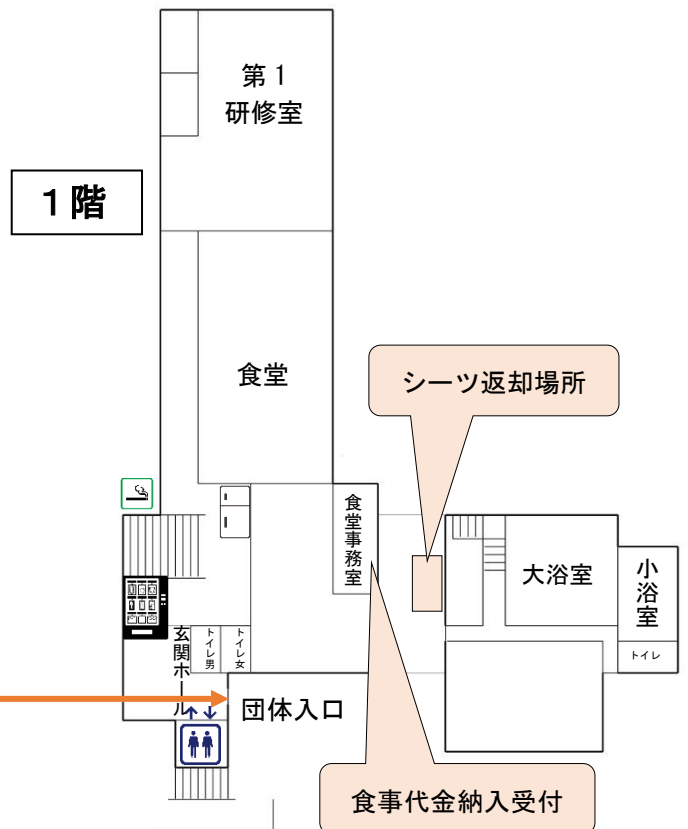 第1
研修室
1階
食堂
シーツ返却場所
食堂事務室
大浴室
小浴室
トイレ
玄関ホール
トイレ男
トイレ女
団体入口
食事代金納入受付